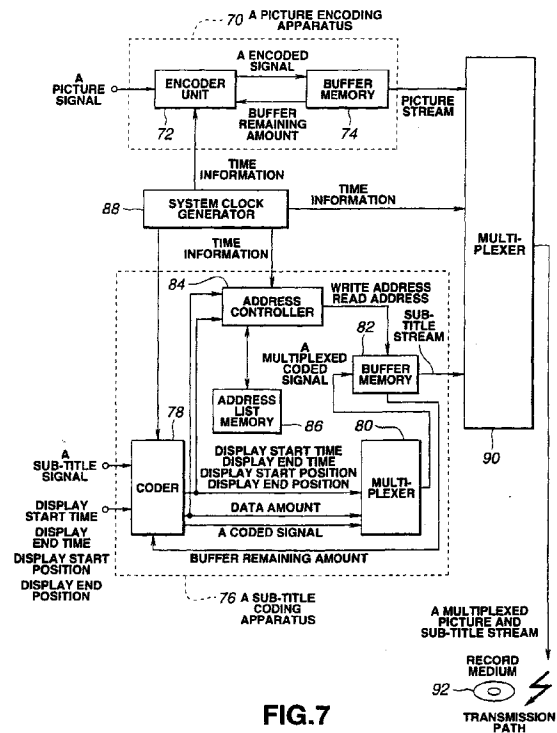 70
A PICTURE ENCODING
APPARATUS
A
PICTURE
SIGNAL
ENCODER
UNIT
72
A ENCODED
SIGNAL
BUFFER
REMAINING
AMOUNT
BUFFER
MEMORY
74
PICTURE
STREAM
TIME
INFORMATION
88
SYSTEM CLOCK
GENERATOR
TIME
INFORMATION
TIME
INFORMATION
MULTI-
PLEXER
90
84
ADDRESS
CONTROLLER
WRITE ADDRESS
READ ADDRESS
SUB-
TITLE
STREAM
82
BUFFER
MEMORY
A
MULTIPLEXED
CODED
SIGNAL
ADDRESS
LIST
MEMORY
86
78
CODER
80
MULTI-
PLEXER
A
SUB-TITLE
SIGNAL
DISPLAY
START TIME
DISPLAY
END TIME
DISPLAY START
POSITION
DISPLAY END
POSITION
DISPLAY START TIME
DISPLAY END TIME
DISPLAY START POSITION
DISPLAY END POSITION
DATA AMOUNT
A CODED SIGNAL
BUFFER REMAINING AMOUNT
76 A SUB-TITLE
CODING
APPARATUS
A MULTIPLEXED
PICTURE AND
SUB-TITLE STREAM
RECORD
MEDIUM
92
TRANSMISSION
PATH
FIG.7